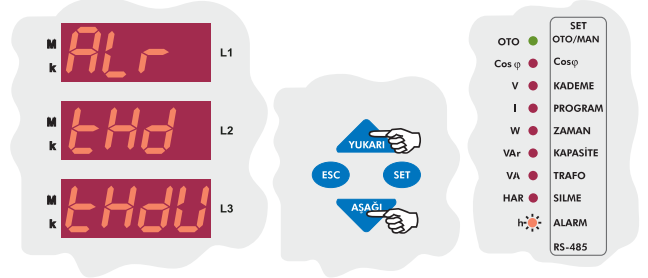 M
k
ALr
L1
M
k
tHd
L2
M
k
tHdU
L3
YUKARI
ESC
SET
AŞAĞI
SET
OTO OTO/MAN
Cos φ Cosφ
V KADEME
I PROGRAM
W ZAMAN
VAr KAPASİTE
VA TRAFO
HAR SILME
h ALARM
RS-485